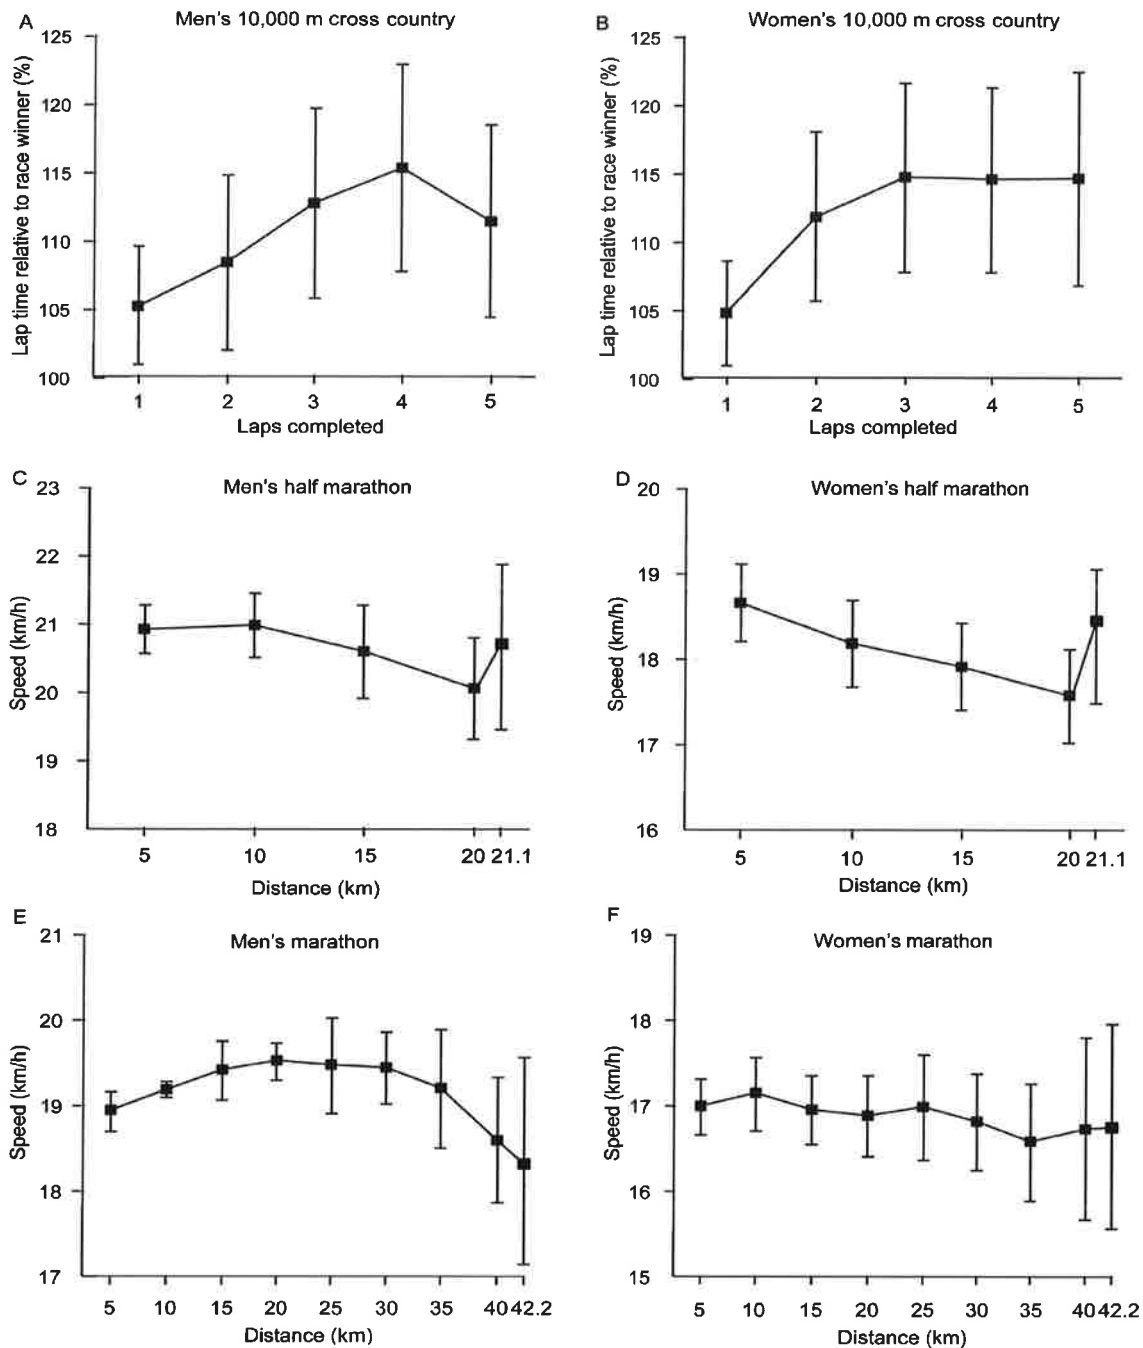 A
Men's 10,000 m cross country
Lap time relative to race winner (%)
125
120
115
110
105
100
1 2 3 4 5
Laps completed
B
Women's 10,000 m cross country
Lap time relative to race winner (%)
125
120
115
110
105
100
1 2 3 4 5
Laps completed
C
Men's half marathon
Speed (km/h)
23
22
21
20
19
18
5 10 15 20 21.1
Distance (km)
D
Women's half marathon
Speed (km/h)
20
19
18
17
16
5 10 15 20 21.1
Distance (km)
E
Men's marathon
Speed (km/h)
21
20
19
18
17
5 10 15 20 25 30 35 40 42.2
Distance (km)
F
Women's marathon
Speed (km/h)
19
18
17
16
15
5 10 15 20 25 30 35 40 42.2
Distance (km)